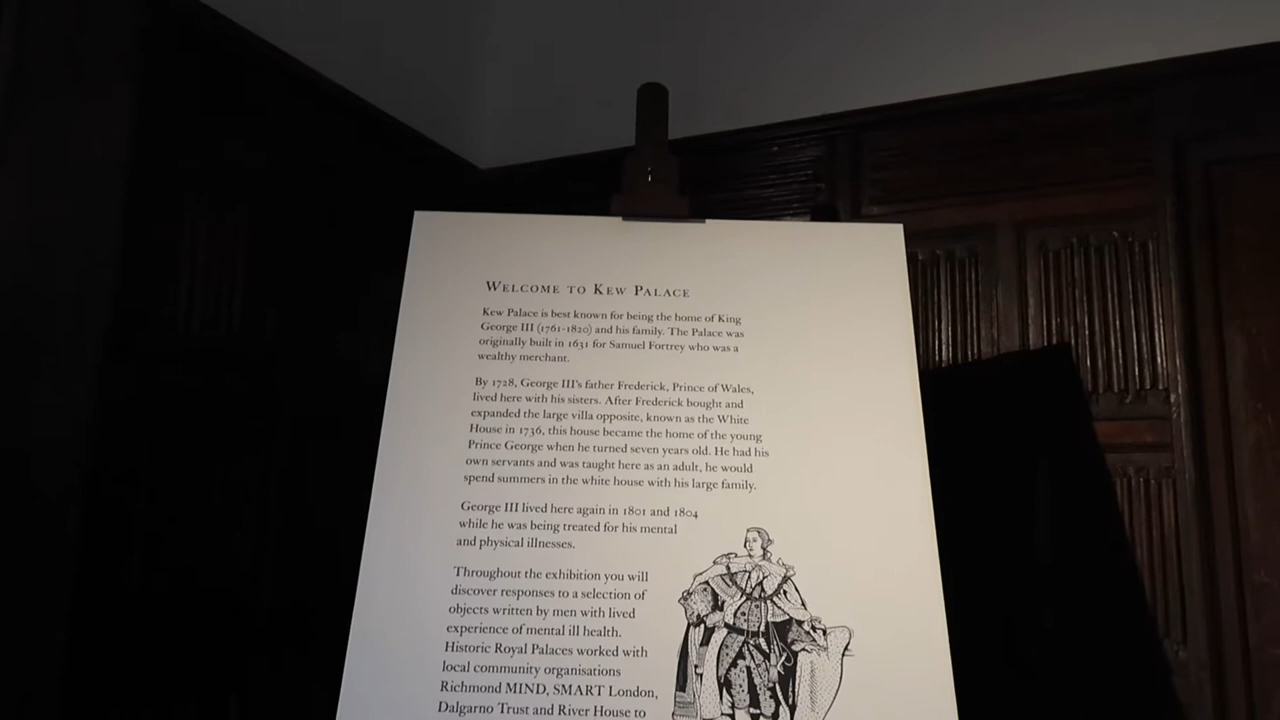 WELCOME TO KEW PALACE
Kew Palace is best known for being the home of King
George III (1761-1820) and his family. The Palace was
originally built in 1631 for Samuel Fortrey who was a
wealthy merchant.
By 1728, George III's father Frederick, Prince of Wales,
lived here with his sisters. After Frederick bought and
expanded the large villa opposite, known as the White
House in 1736, this house became the home of the young
Prince George when he turned seven years old. He had his
own servants and was taught here as an adult, he would
spend summers in the white house with his large family.
George III lived here again in 1801 and 1804
while he was being treated for his mental
and physical illnesses.
Throughout the exhibition you will
discover responses to a selection of
objects written by men with lived
experience of mental ill health.
Historic Royal Palaces worked with
local community organisations
Richmond MIND, SMART London,
Dalgarno Trust and River House to